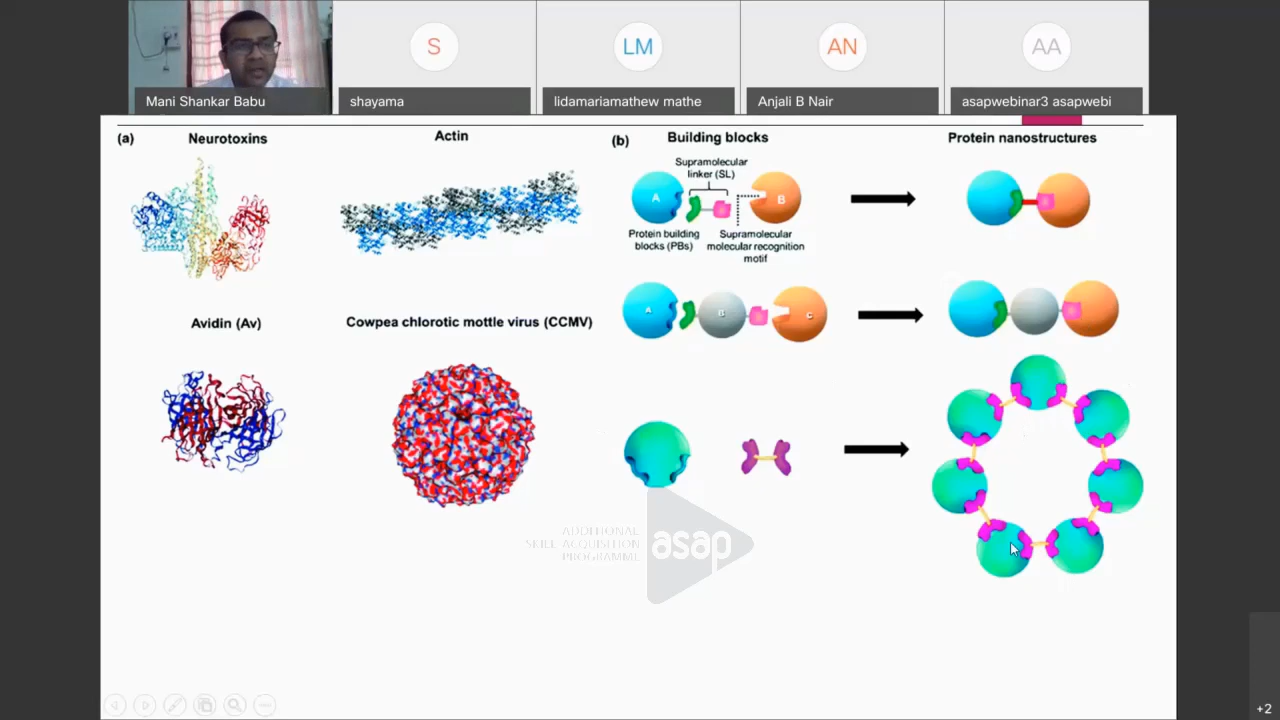 S
LM
AN
AA
Mani Shankar Babu
shayama
lidamariamathew mathe
Anjali B Nair
asapwebinar3 asapwebi
(a)
Neurotoxins
Actin
Avidin (Av)
Cowpea chlorotic mottle virus (CCMV)
(b)
Building blocks
Protein nanostructures
Supramolecular
linker (SL)
A
B
Protein building
blocks (PBs)
Supramolecular
molecular recognition
motif
A
B
C
ADDITIONAL
SKILL ACQUISITION
PROGRAMME
asap
+2